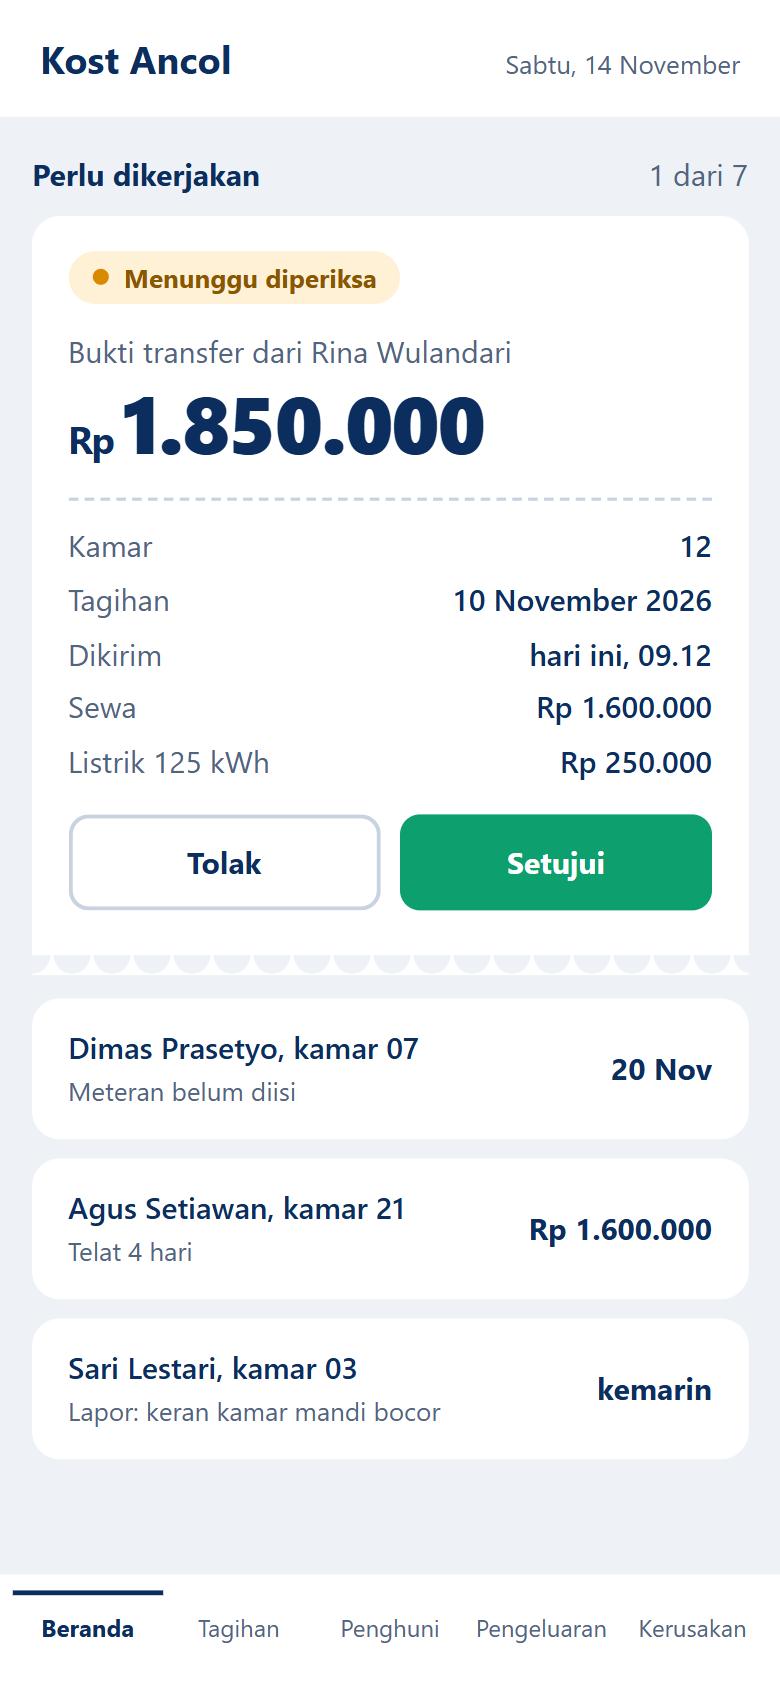 Kost Ancol
Sabtu, 14 November
Perlu dikerjakan
1 dari 7
Menunggu diperiksa
Bukti transfer dari Rina Wulandari
Rp 1.850.000
Kamar 12
Tagihan 10 November 2026
Dikirim hari ini, 09.12
Sewa Rp 1.600.000
Listrik 125 kWh Rp 250.000
Tolak
Setujui
Dimas Prasetyo, kamar 07
Meteran belum diisi
20 Nov
Agus Setiawan, kamar 21
Telat 4 hari
Rp 1.600.000
Sari Lestari, kamar 03
Lapor: keran kamar mandi bocor
kemarin
Beranda Tagihan Penghuni Pengeluaran Kerusakan